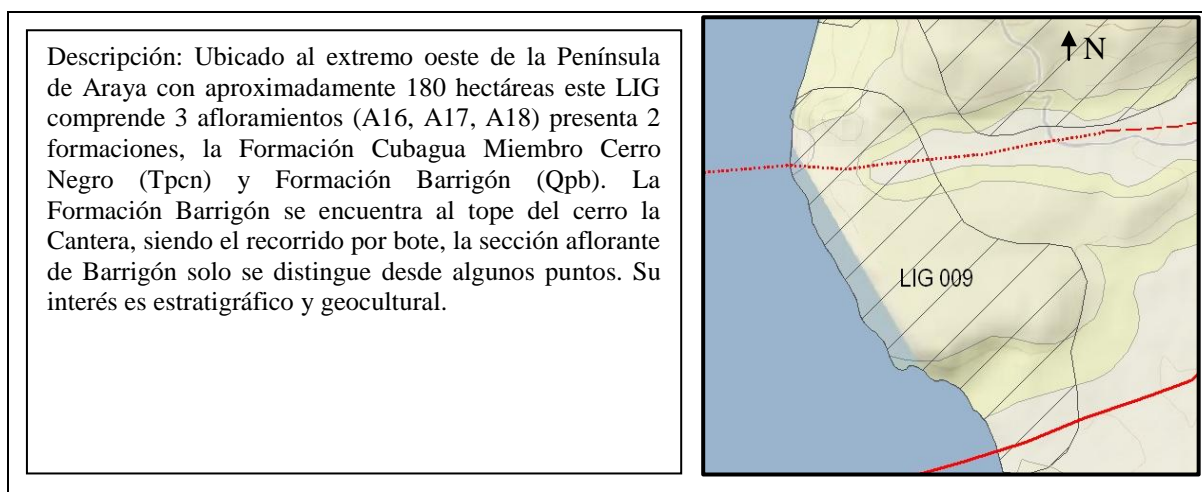 Descripción: Ubicado al extremo oeste de la Península
de Araya con aproximadamente 180 hectáreas este LIG
comprende 3 afloramientos (A16, A17, A18) presenta 2
formaciones, la Formación Cubagua Miembro Cerro
Negro (Tpcn) y Formación Barrigón (Qpb). La
Formación Barrigón se encuentra al tope del cerro la
Cantera, siendo el recorrido por bote, la sección aflorante
de Barrigón solo se distingue desde algunos puntos. Su
interés es estratigráfico y geocultural.
N
LIG 009